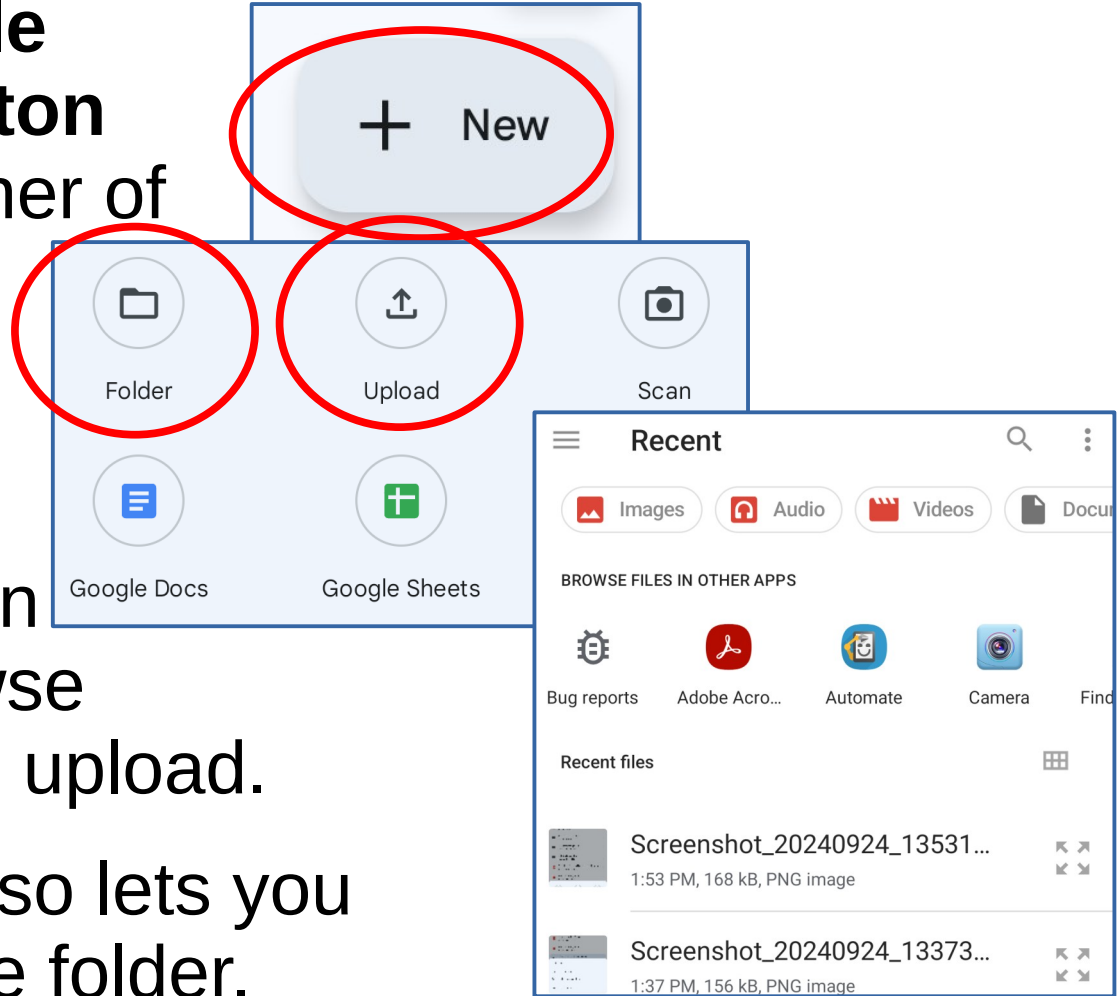 le
ton
ner of
+ New
Folder Upload Scan
Google Docs Google Sheets
n
wse
upload.
so lets you
e folder.
Recent
Images Audio Videos Docu
BROWSE FILES IN OTHER APPS
Bug reports Adobe Acro... Automate Camera Find
Recent files
Screenshot_20240924_13531...
1:53 PM, 168 kB, PNG image
Screenshot_20240924_13373...
1:37 PM, 156 kB, PNG image